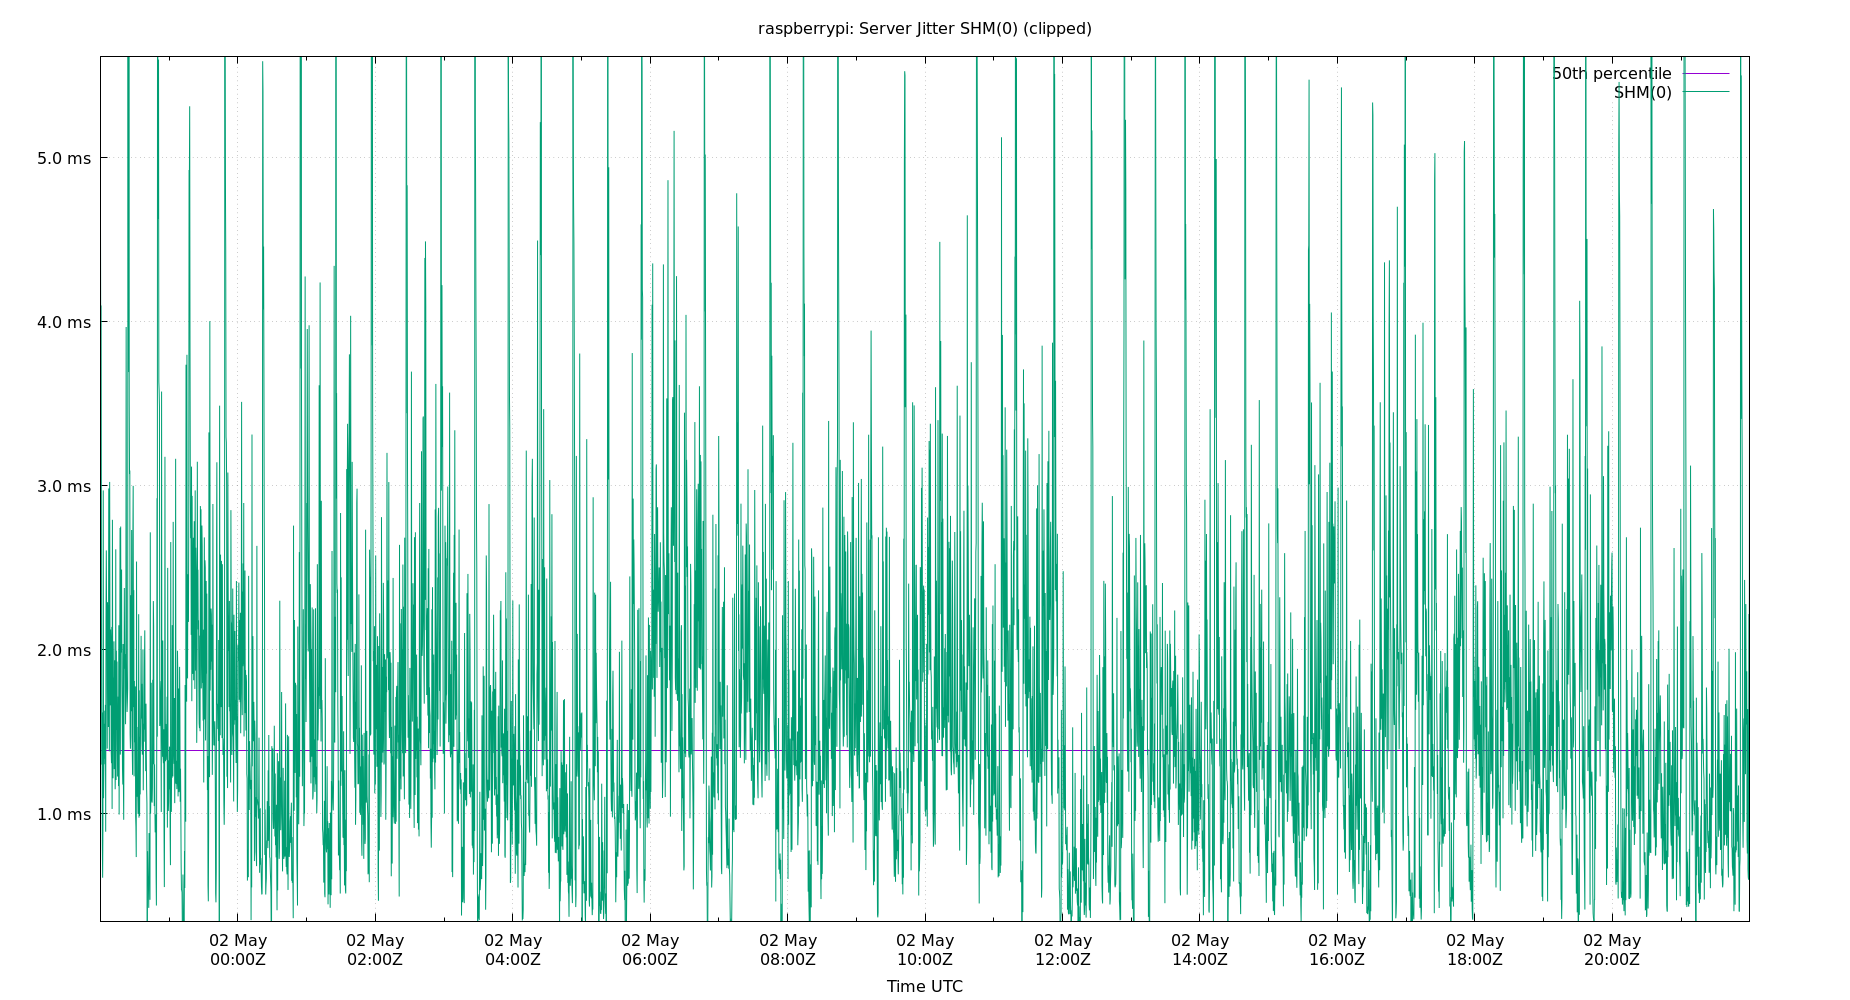 raspberrypi: Server Jitter SHM(0) (clipped)
50th percentile
SHM(0)
5.0 ms
4.0 ms
3.0 ms
2.0 ms
1.0 ms
02 May 02 May 02 May 02 May 02 May 02 May 02 May 02 May 02 May 02 May 02 May
00:00Z 02:00Z 04:00Z 06:00Z 08:00Z 10:00Z 12:00Z 14:00Z 16:00Z 18:00Z 20:00Z
Time UTC